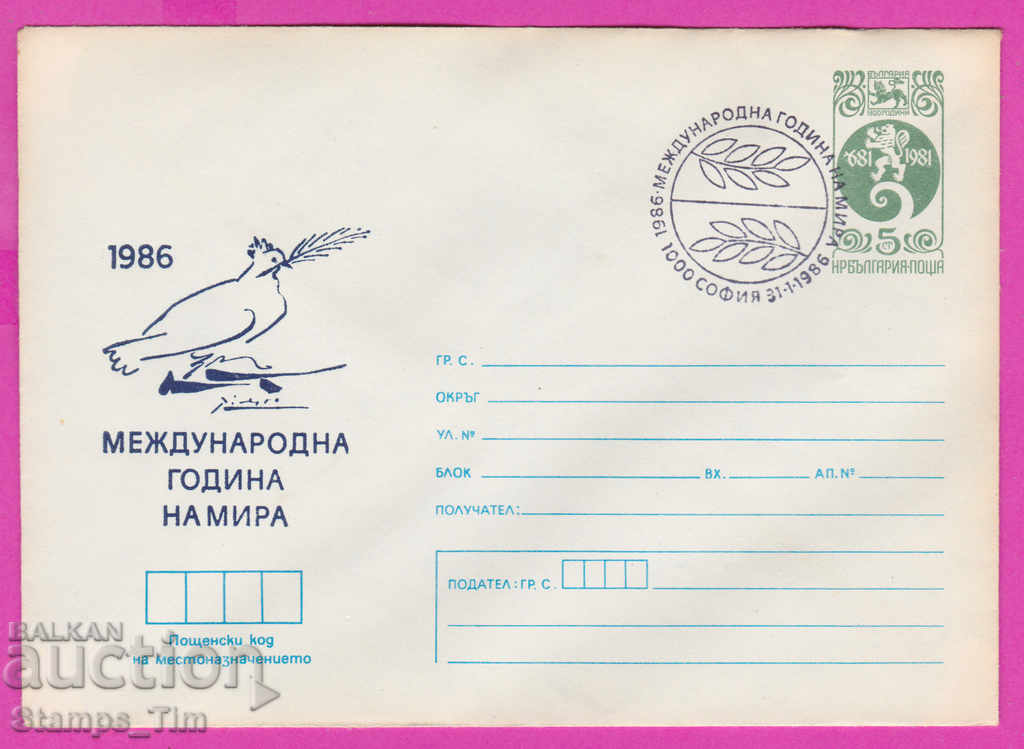 БЪЛГАРИЯ
1300 ГОДИНИ
681 1981
5
СТ
НР БЪЛГАРИЯ·ПОЩА
1986·МЕЖДУНАРОДНА ГОДИНА НА МИРА
1000 СОФИЯ 31·1·1986
1986
МЕЖДУНАРОДНА
ГОДИНА
НА МИРА
ГР. С.
ОКРЪГ
УЛ. №
БЛОК ВХ. АП. №
ПОЛУЧАТЕЛ:
ПОДАТЕЛ: ГР. С.
Пощенски код
на местоназначението
BALKAN
auction
Stamps_Tim